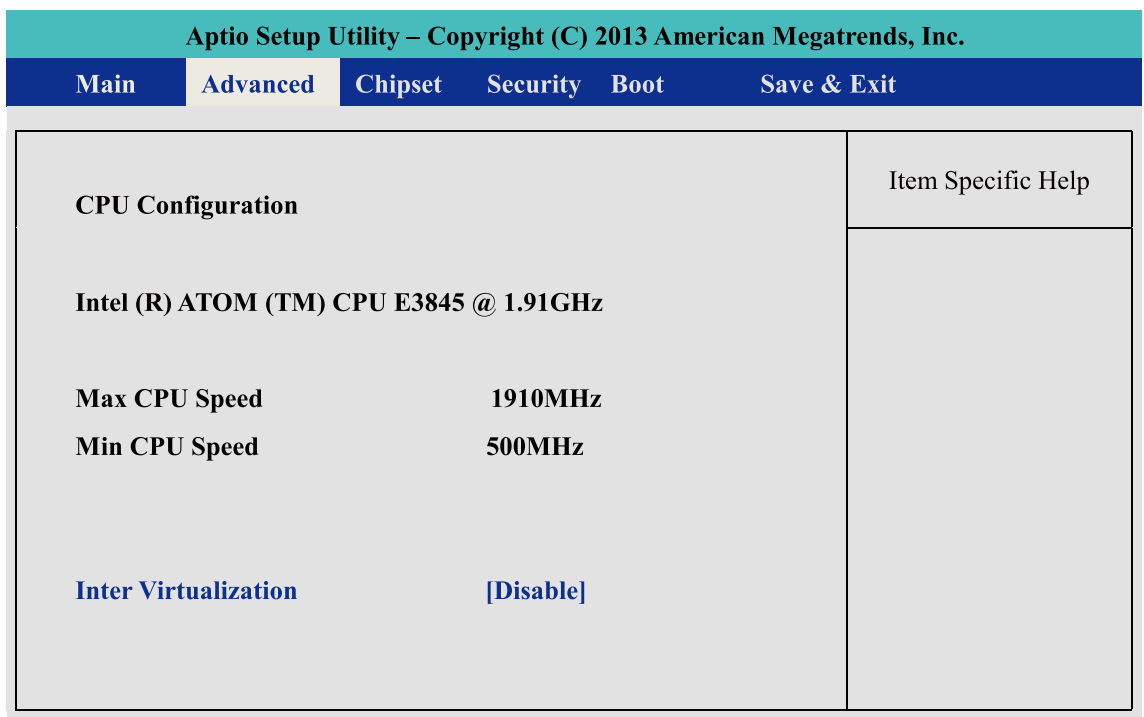 Aptio Setup Utility – Copyright (C) 2013 American Megatrends, Inc.
Main Advanced Chipset Security Boot Save & Exit
Item Specific Help
CPU Configuration
Intel (R) ATOM (TM) CPU E3845 @ 1.91GHz
Max CPU Speed 1910MHz
Min CPU Speed 500MHz
Inter Virtualization [Disable]